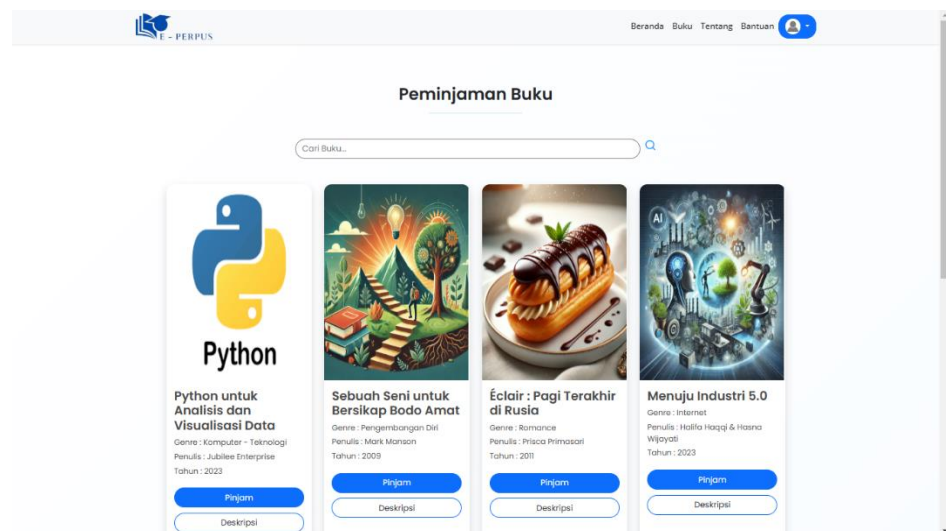 E - PERPUS
Beranda Buku Tentang Bantuan
Peminjaman Buku
Cari Buku...
Python
Python untuk
Analisis dan
Visualisasi Data
Genre : Komputer - Teknologi
Penulis : Jubilee Enterprise
Tahun : 2023
Pinjam
Deskripsi
Sebuah Seni untuk
Bersikap Bodo Amat
Genre : Pengembangan Diri
Penulis : Mark Manson
Tahun : 2009
Pinjam
Deskripsi
Éclair : Pagi Terakhir
di Rusia
Genre : Romance
Penulis : Prisca Primasari
Tahun : 2011
Pinjam
Deskripsi
AI
Menuju Industri 5.0
Genre : Internet
Penulis : Halifa Haqqi & Hasna
Wijayati
Tahun : 2023
Pinjam
Deskripsi